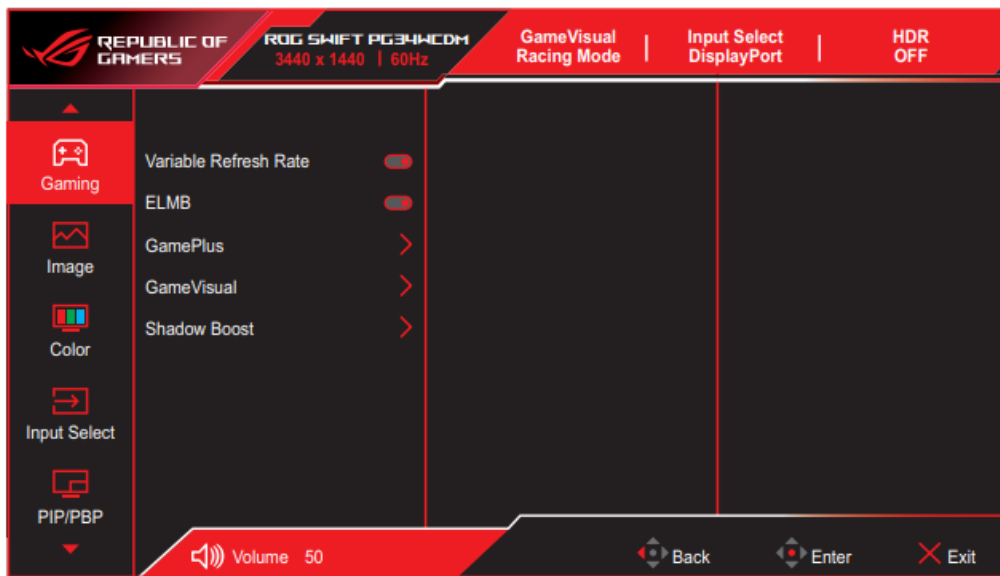 REPUBLIC OF
GAMERS
ROG SWIFT PG34WCDM
3440 x 1440 | 60Hz
GameVisual
Racing Mode
Input Select
DisplayPort
HDR
OFF
Gaming
Image
Color
Input Select
PIP/PBP
Variable Refresh Rate
ELMB
GamePlus
GameVisual
Shadow Boost
Volume 50
Back
Enter
Exit